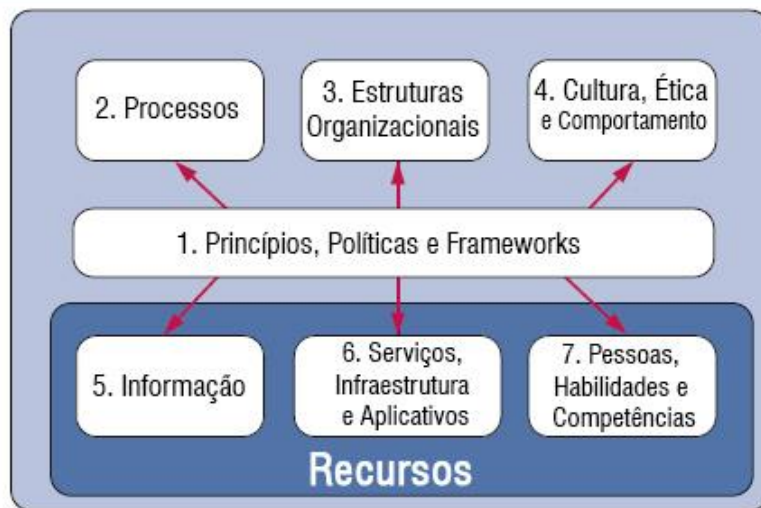 2. Processos
3. Estruturas
Organizacionais
4. Cultura, Ética
e Comportamento
1. Princípios, Políticas e Frameworks
5. Informação
6. Serviços,
Infraestrutura
e Aplicativos
7. Pessoas,
Habilidades e
Competências
Recursos